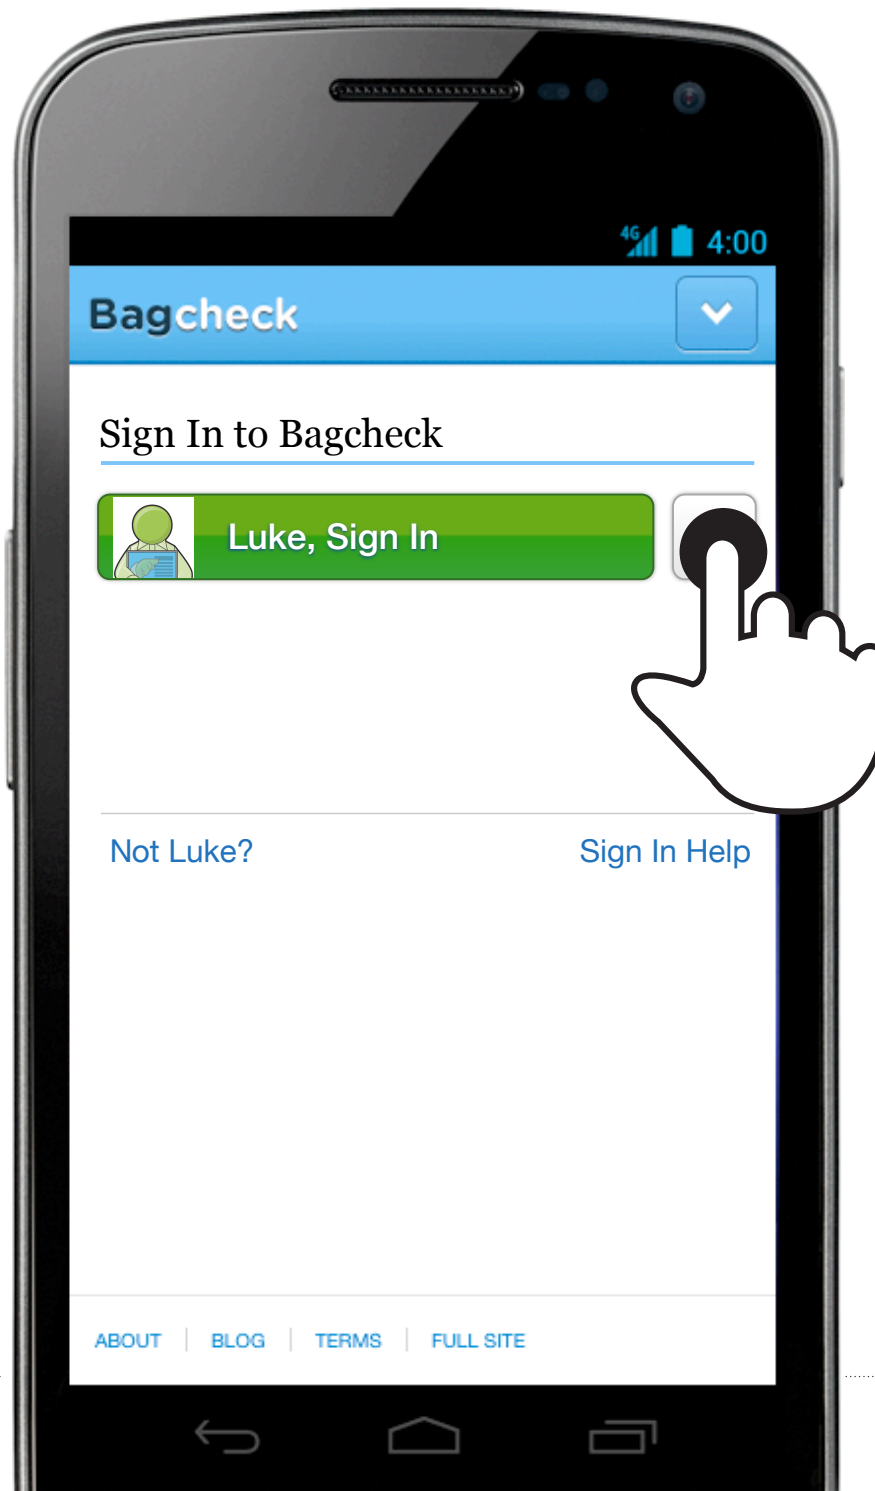 4G 4:00
Bagcheck
Sign In to Bagcheck
Luke, Sign In
Not Luke? Sign In Help
ABOUT BLOG TERMS FULL SITE